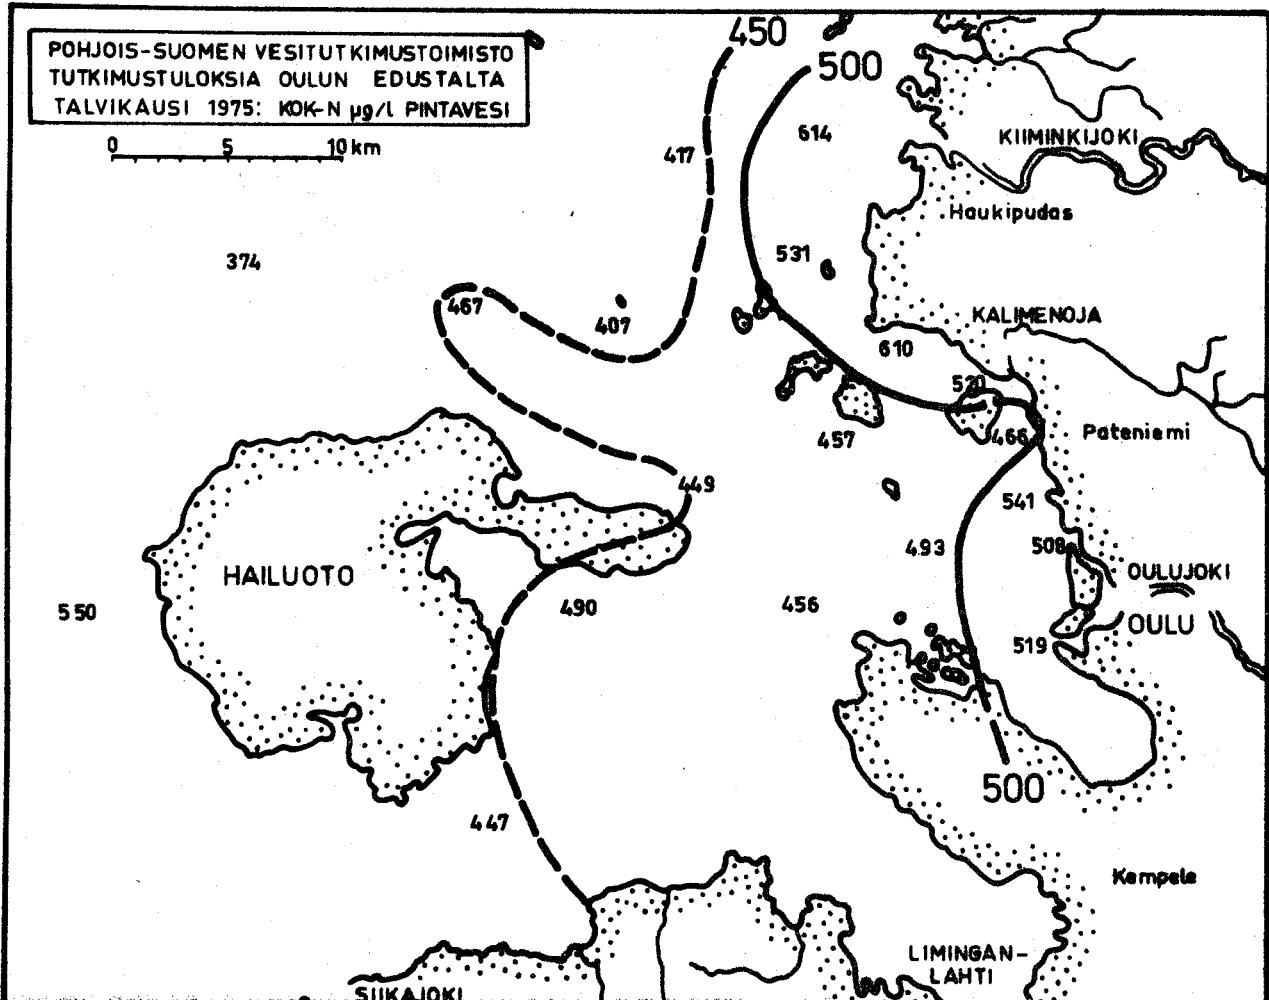 POHJOIS-SUOMEN VESITUTKIMUSTOIMISTO
TUTKIMUSTULOKSIA OULUN EDUSTALTA
TALVIKAUSI 1975: KOK-N µg/l PINTAVESI
0 5 10 km
450
500
614
417
KIIMINKIJOKI
Haukipudas
374
531
467
407
KALIMENOJA
610
520
457
466
Pateniemi
449
541
493
508
HAILUOTO
OULUJOKI
550
490
456
OULU
519
500
447
Kempele
LIMINGAN-
LAHTI
SIIKAJOKI